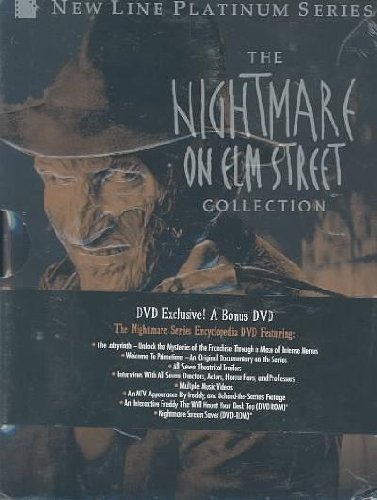 NEW LINE PLATINUM SERIES
THE
NIGHTMARE
ON ELM STREET
COLLECTION
DVD Exclusive! A Bonus DVD
The Nightmare Series Encyclopedia DVD Featuring:
• The Labyrinth – Unlock the Mysteries of the Franchise Through a Maze of Intense Menus
• Welcome To Primetime – An Original Documentary on the Series
• All Seven Theatrical Trailers
• Interviews With All Seven Directors, Actors, Horror Fans, and Professors
• Multiple Music Videos
• An MTV Appearance By Freddy, and Behind-the-Scenes Footage
• An Interactive Freddy That Will Haunt Your Desk Top (DVD-ROM)*
• Nightmare Screen Saver (DVD-ROM)*